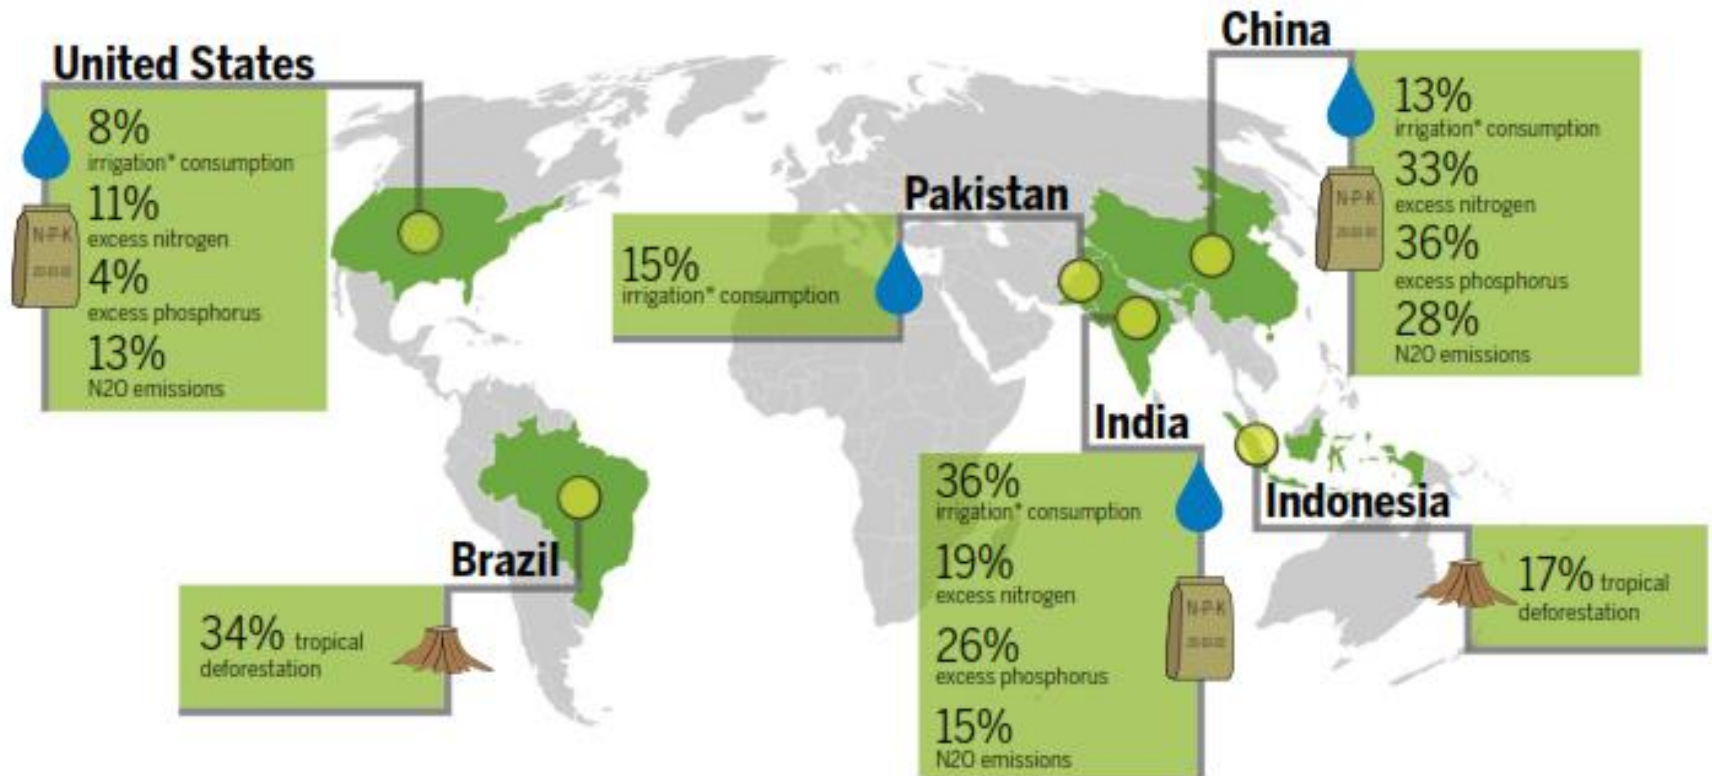 United States
8%
irrigation* consumption
11%
excess nitrogen
4%
excess phosphorus
13%
N2O emissions
N-P-K
China
13%
irrigation* consumption
33%
excess nitrogen
36%
excess phosphorus
28%
N2O emissions
N-P-K
Pakistan
15%
irrigation* consumption
India
36%
irrigation* consumption
19%
excess nitrogen
26%
excess phosphorus
15%
N2O emissions
N-P-K
Brazil
34% tropical
deforestation
Indonesia
17% tropical
deforestation